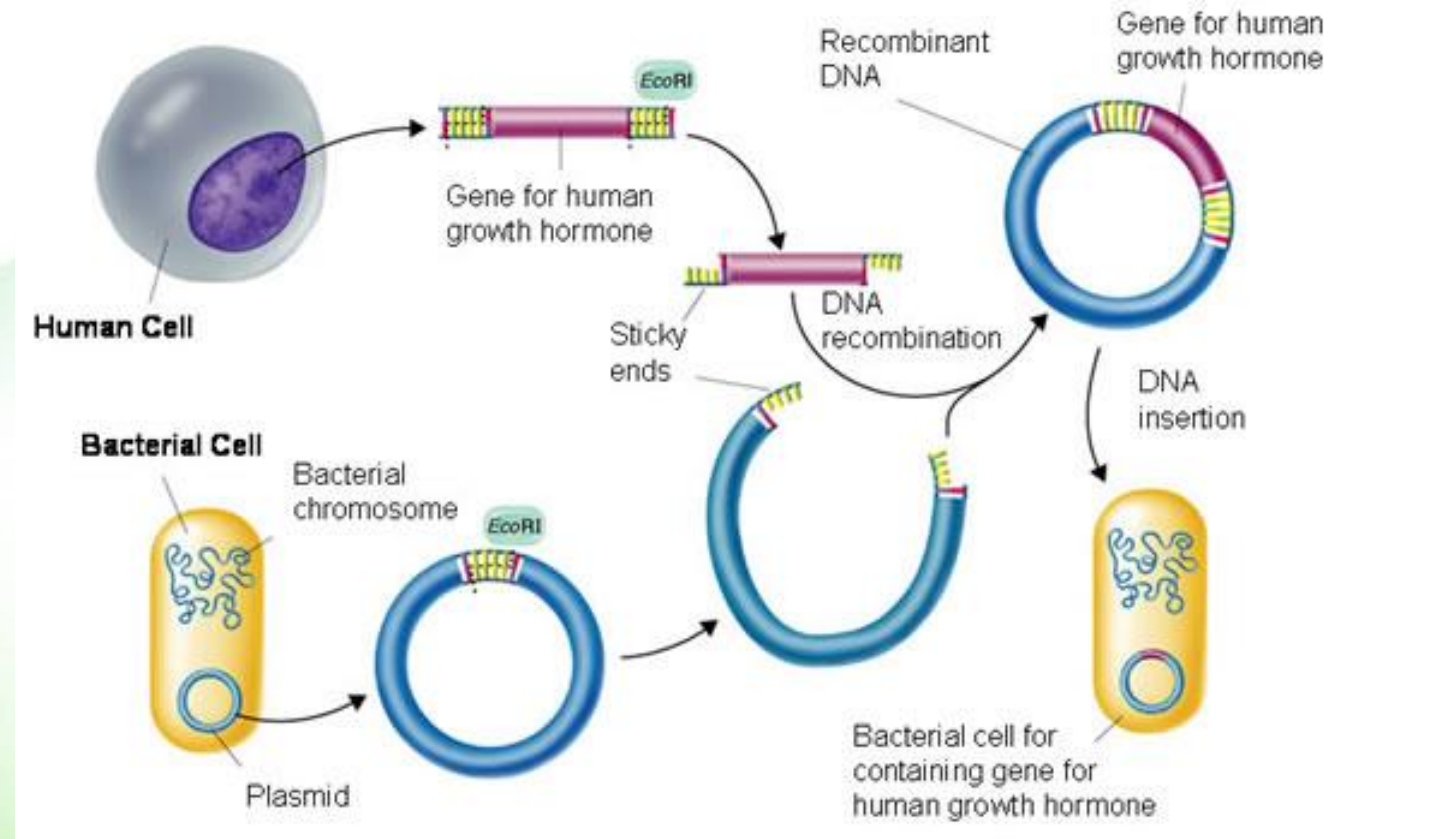 Gene for human
growth hormone
Recombinant
DNA
EcoRI
Gene for human
growth hormone
Human Cell
Sticky
ends
DNA
recombination
DNA
insertion
Bacterial Cell
Bacterial
chromosome
EcoRI
Plasmid
Bacterial cell for
containing gene for
human growth hormone